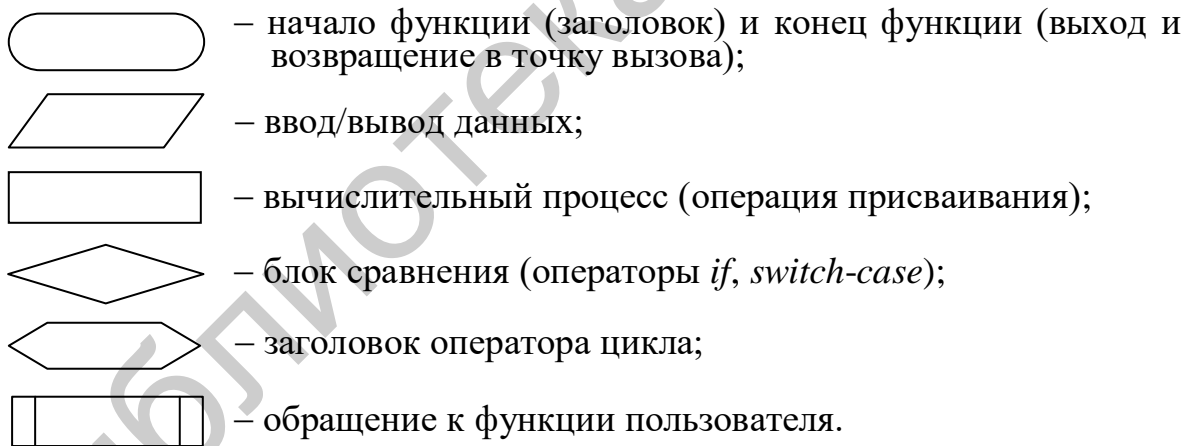 – начало функции (заголовок) и конец функции (выход и
возвращение в точку вызова);
– ввод/вывод данных;
– вычислительный процесс (операция присваивания);
– блок сравнения (операторы if, switch-case);
– заголовок оператора цикла;
– обращение к функции пользователя.